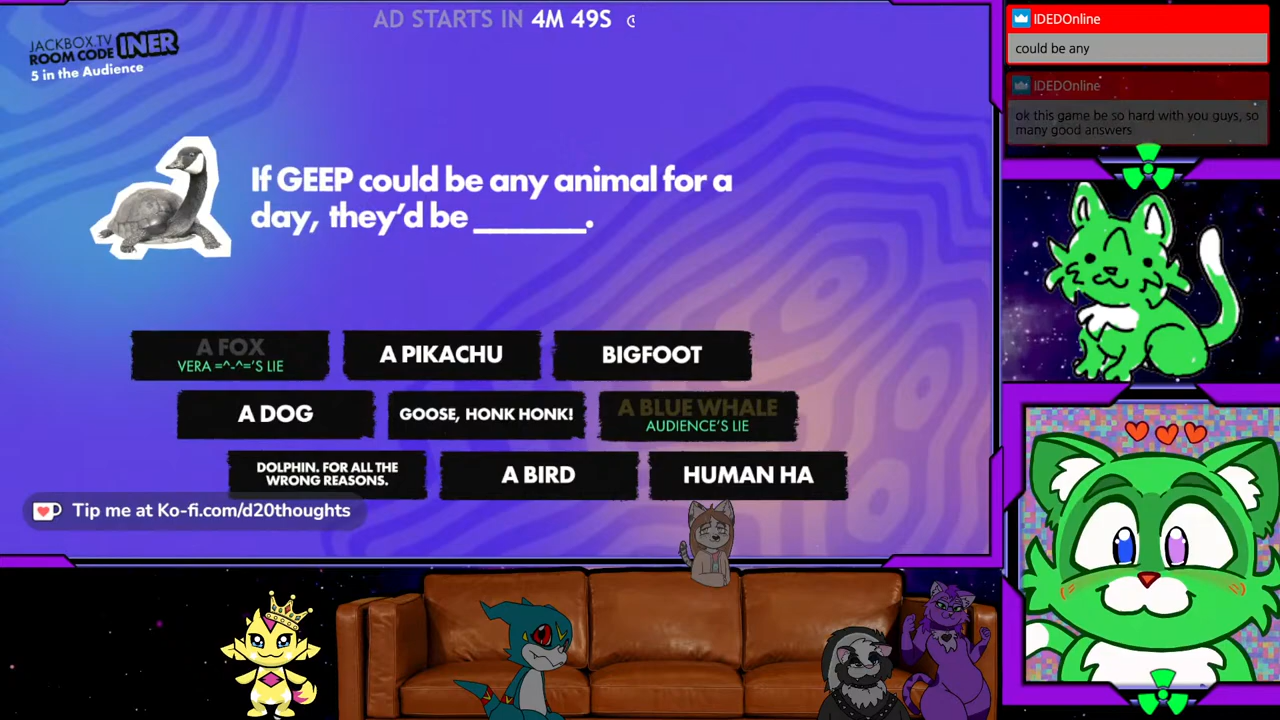 AD STARTS IN 4M 49S
JACKBOX.TV
ROOM CODE INER
5 in the Audience
If GEEP could be any animal for a
day, they'd be ________.
A FOX
VERA =^-^='S LIE
A PIKACHU
BIGFOOT
A DOG
GOOSE, HONK HONK!
A BLUE WHALE
AUDIENCE'S LIE
DOLPHIN. FOR ALL THE
WRONG REASONS.
A BIRD
HUMAN HA
Tip me at Ko-fi.com/d20thoughts
IDEDOnline
could be any
IDEDOnline
ok this game be so hard with you guys, so
many good answers